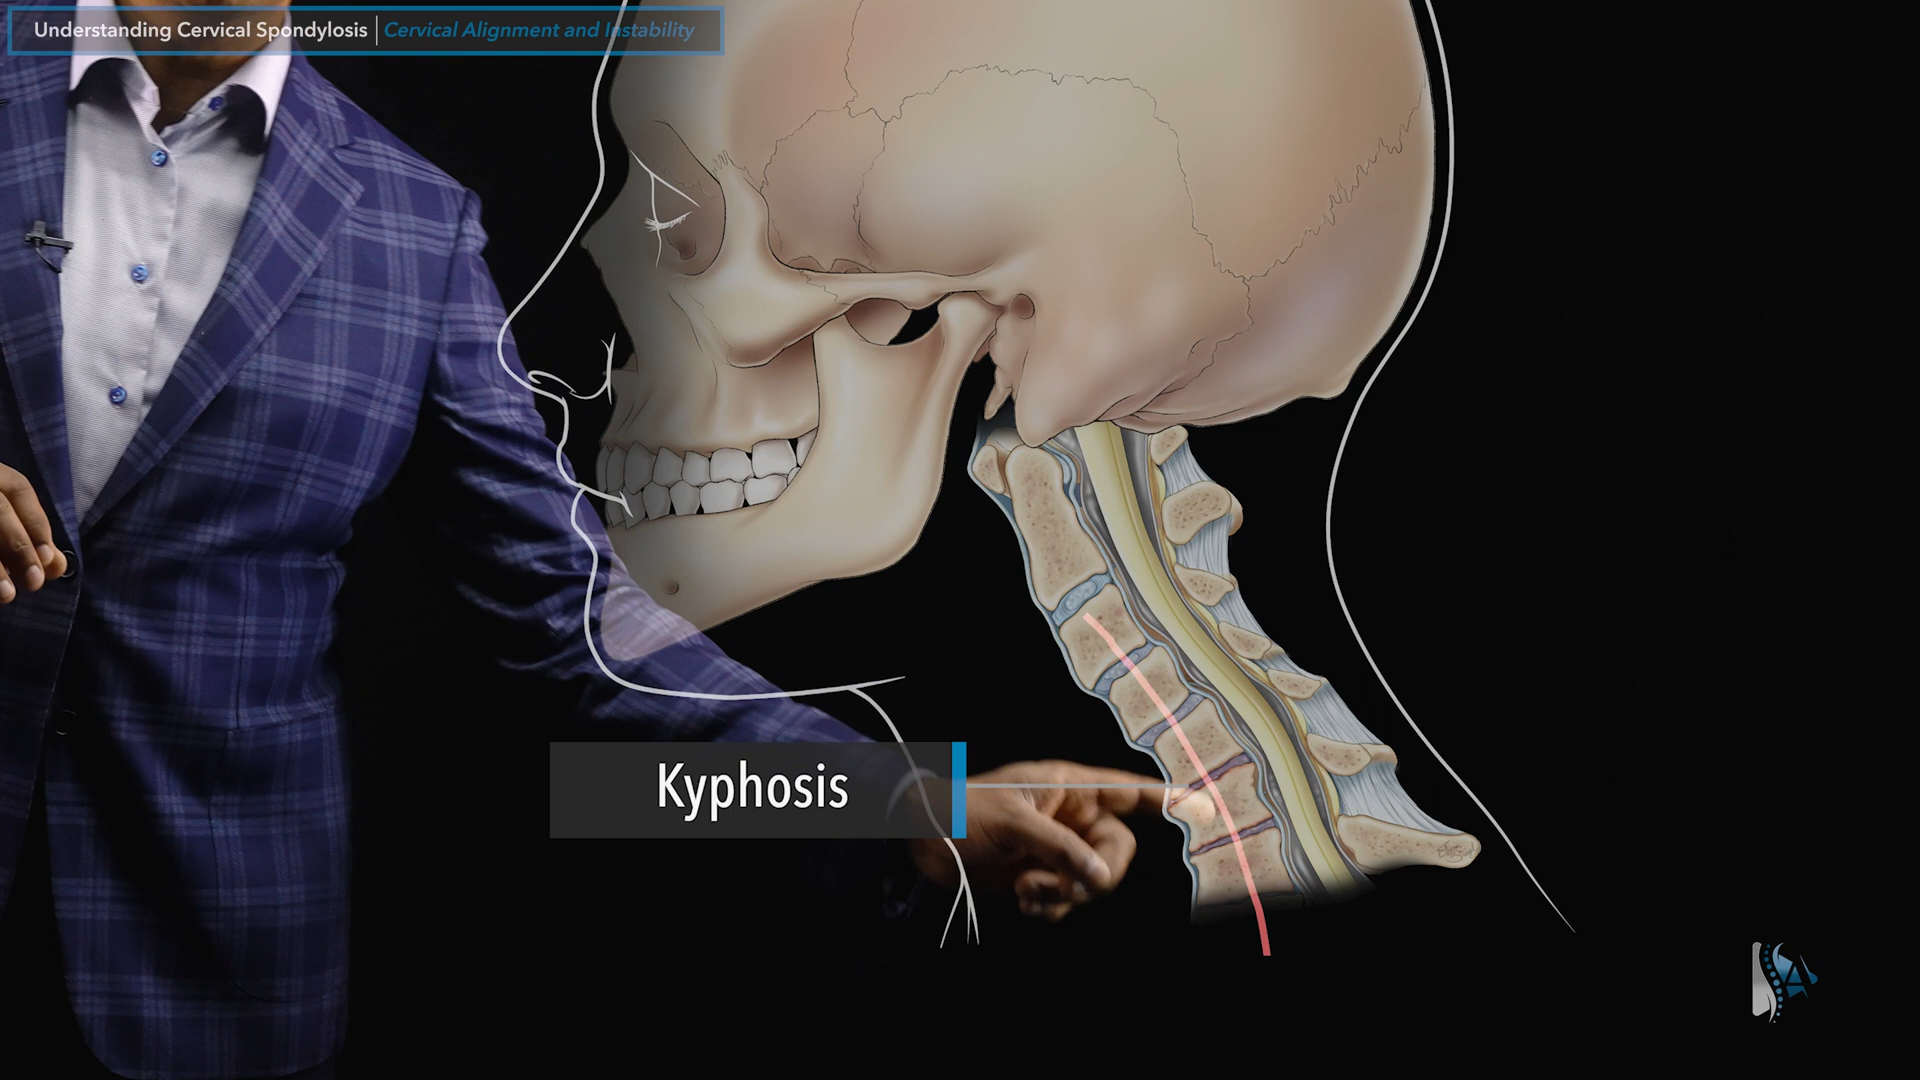 Understanding Cervical Spondylosis | Cervical Alignment and Instability
Kyphosis